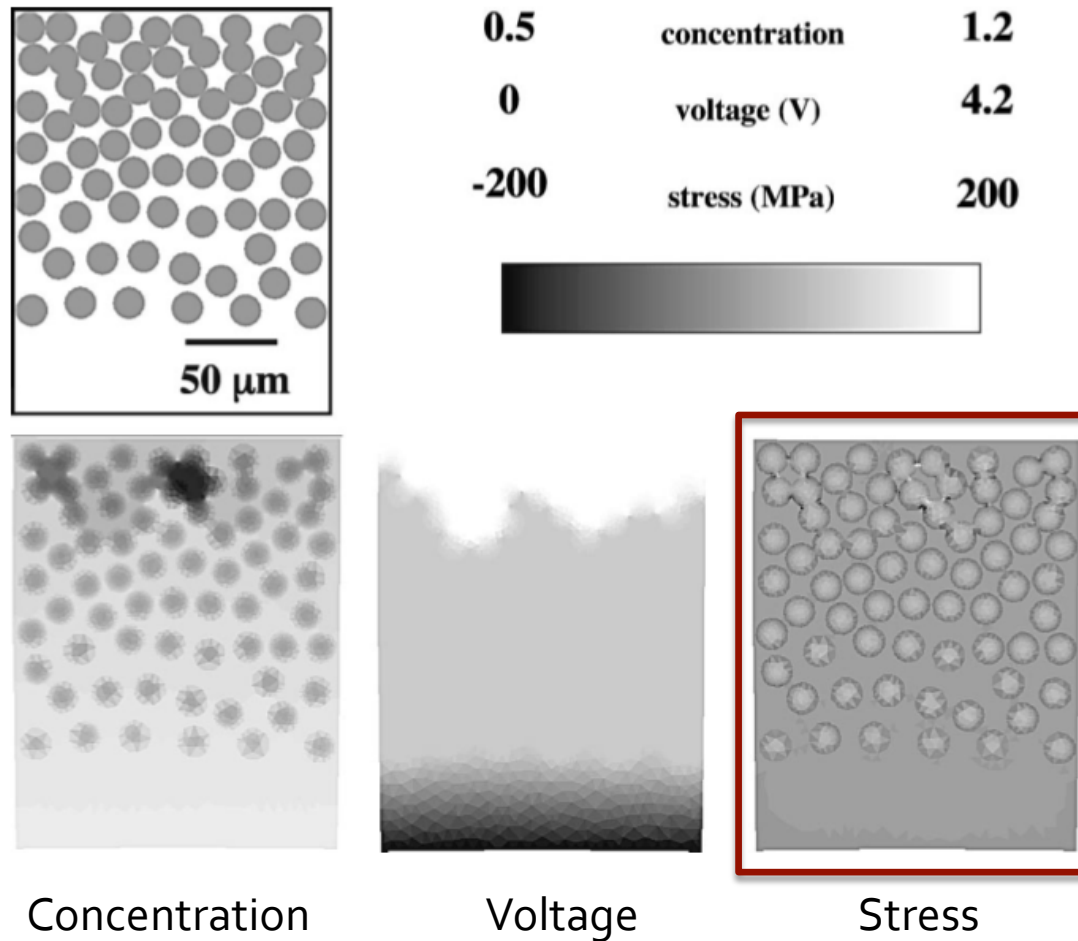 0.5 concentration 1.2
0 voltage (V) 4.2
-200 stress (MPa) 200
50 μm
Concentration Voltage Stress